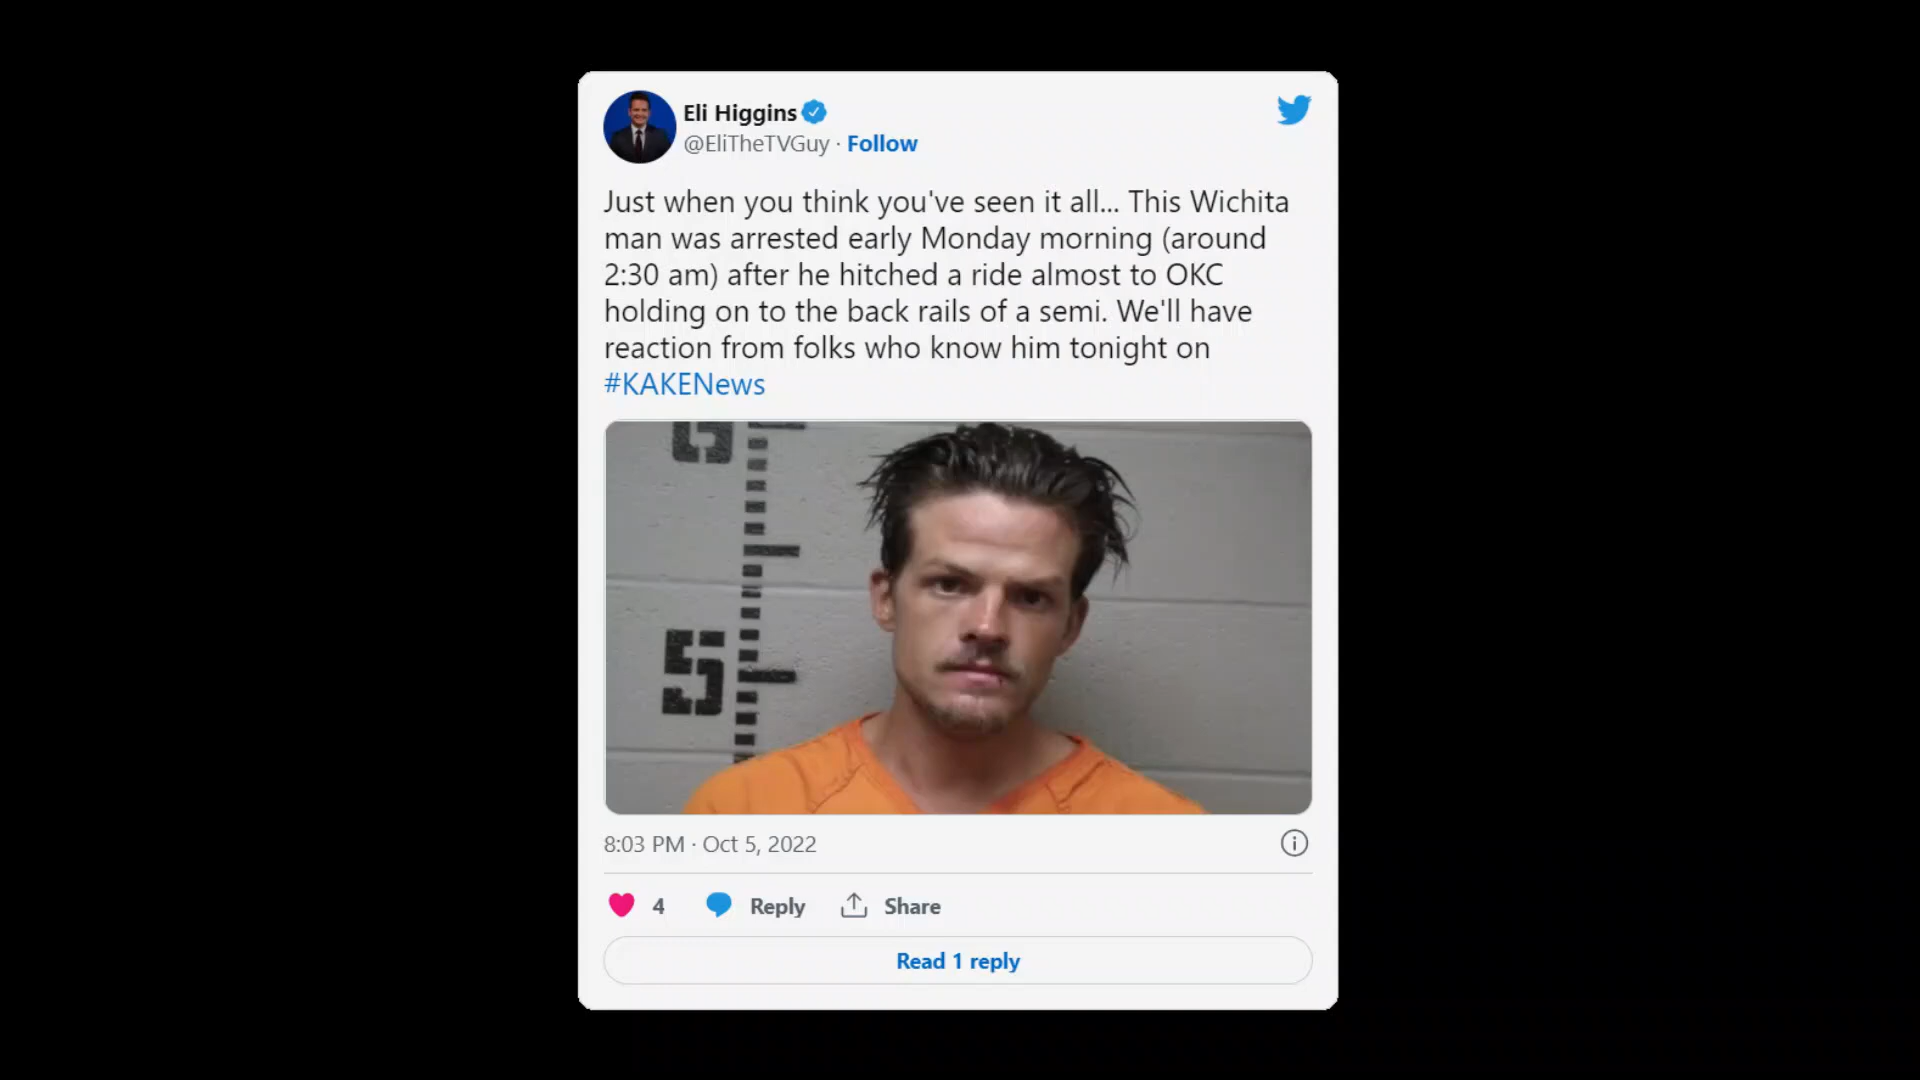 Eli Higgins
@EliTheTVGuy · Follow
Just when you think you've seen it all... This Wichita
man was arrested early Monday morning (around
2:30 am) after he hitched a ride almost to OKC
holding on to the back rails of a semi. We'll have
reaction from folks who know him tonight on
#KAKENews
6
5
8:03 PM · Oct 5, 2022
4 Reply Share
Read 1 reply